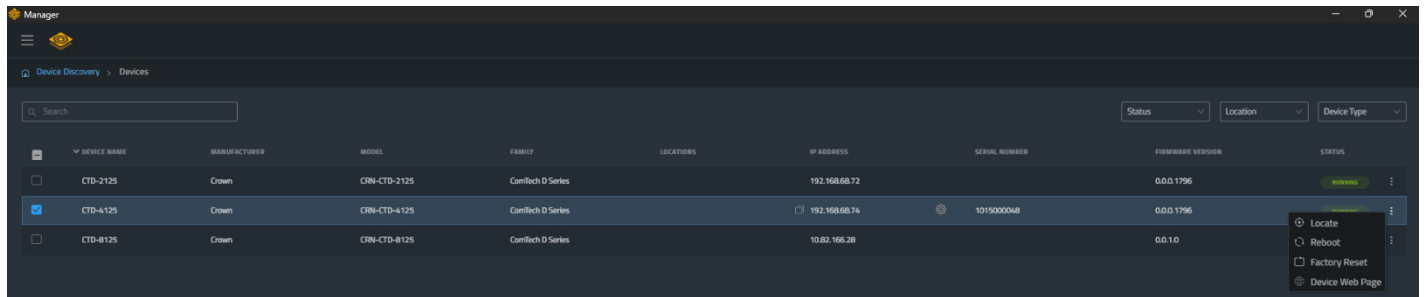 Manager
Device Discovery > Devices
Search
Status
Location
Device Type
DEVICE NAME MANUFACTURER MODEL FAMILY LOCATIONS IP ADDRESS SERIAL NUMBER FIRMWARE VERSION STATUS
CTD-2125 Crown CRN-CTD-2125 ComTech D Series 192.168.68.72 0.0.0.1796 RUNNING
CTD-4125 Crown CRN-CTD-4125 ComTech D Series 192.168.68.74 1015000048 0.0.0.1796
CTD-8125 Crown CRN-CTD-8125 ComTech D Series 10.82.166.28 0.0.1.0
Locate
Reboot
Factory Reset
Device Web Page